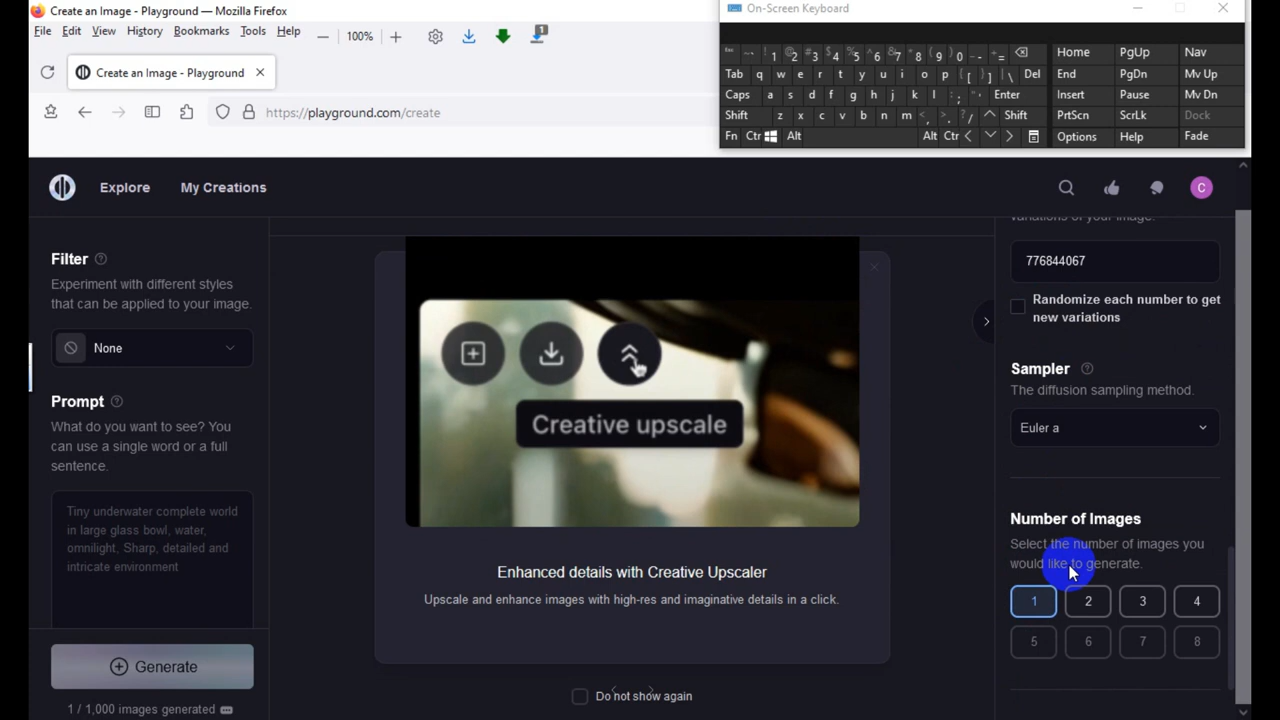 Create an Image - Playground — Mozilla Firefox
File Edit View History Bookmarks Tools Help
100%
1
Create an Image - Playground
https://playground.com/create
On-Screen Keyboard
Home PgUp Nav
Tab q w e r t y u i o p [ ] \ Del End PgDn Mv Up
Caps a s d f g h j k l ; ' Enter Insert Pause Mv Dn
Shift z x c v b n m , . / Shift PrtScn ScrLk Dock
Fn Ctr Alt Alt Ctr Options Help Fade
Explore My Creations
C
Filter
Experiment with different styles
that can be applied to your image.
None
Prompt
What do you want to see? You
can use a single word or a full
sentence.
Tiny underwater complete world
in large glass bowl, water,
omnilight, Sharp, detailed and
intricate environment
Generate
1 / 1,000 images generated
Creative upscale
Enhanced details with Creative Upscaler
Upscale and enhance images with high-res and imaginative details in a click.
Do not show again
variations of your image.
776844067
Randomize each number to get
new variations
Sampler
The diffusion sampling method.
Euler a
Number of Images
Select the number of images you
would like to generate.
1 2 3 4
5 6 7 8